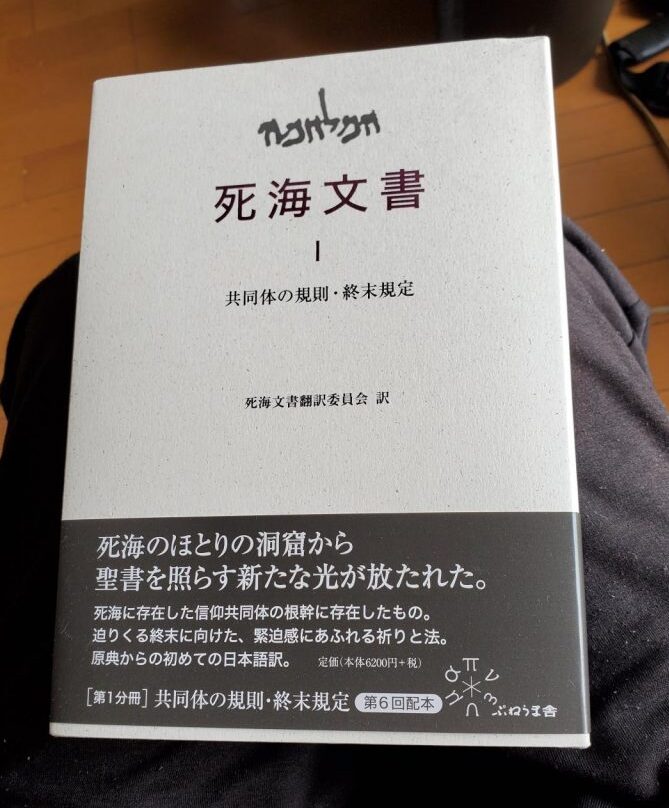 死海文書
I
共同体の規則・終末規定
死海文書翻訳委員会 訳
死海のほとりの洞窟から
聖書を照らす新たな光が放たれた。
死海に存在した信仰共同体の根幹に存在したもの。
迫りくる終末に向けた、緊迫感にあふれる祈りと法。
原典からの初めての日本語訳。 定価(本体6200円+税)
[第1分冊] 共同体の規則・終末規定 第6回配本
ぷねうま舎